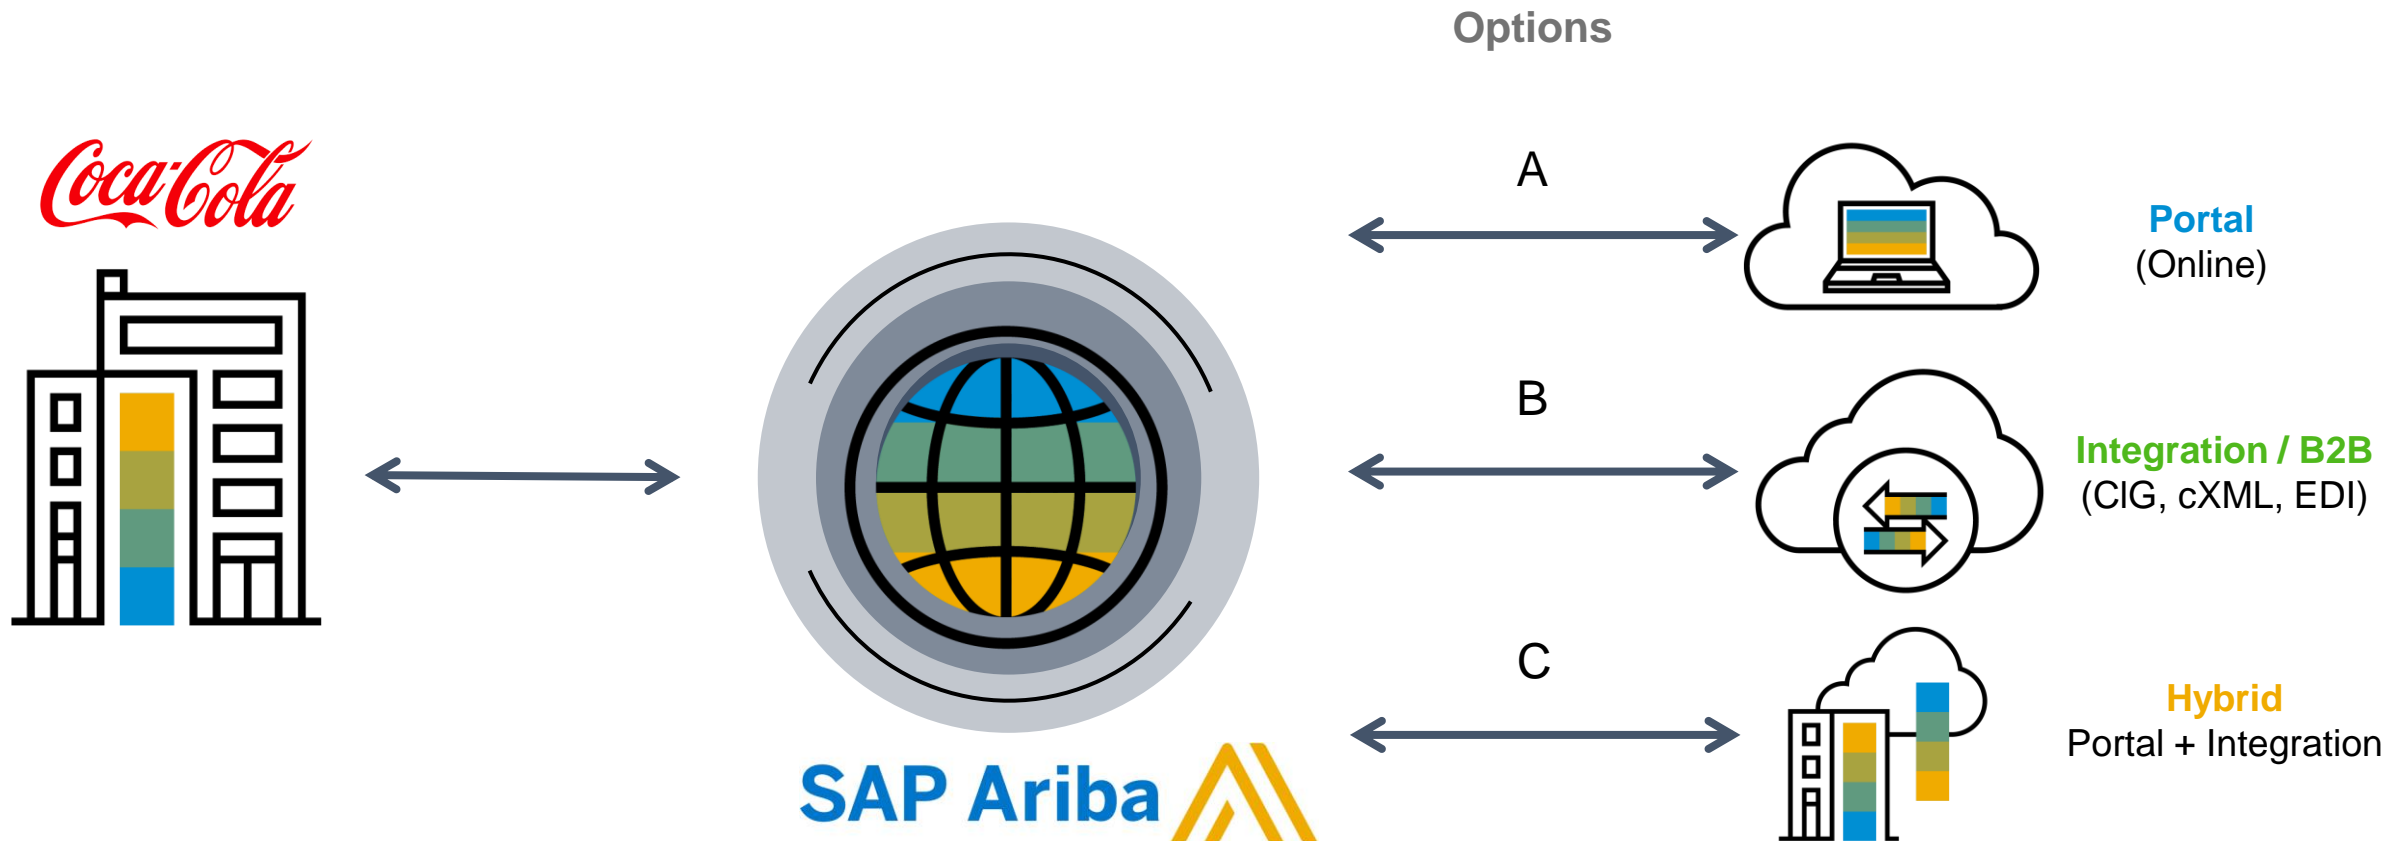 Options
Coca-Cola
A
Portal
(Online)
B
Integration / B2B
(CIG, cXML, EDI)
C
Hybrid
Portal + Integration
SAP Ariba